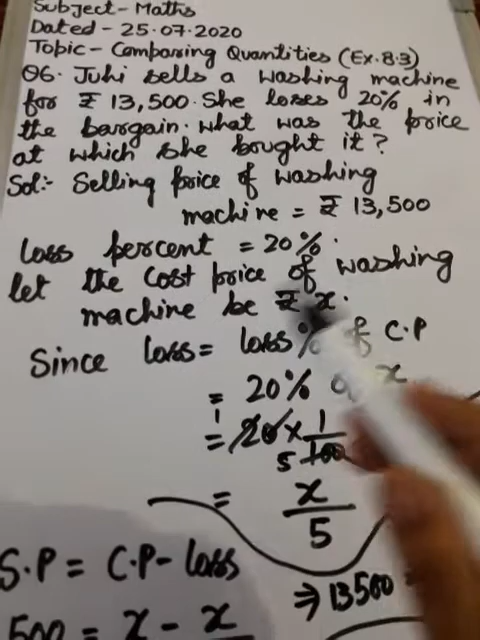 Subject- Maths
Dated - 25.07.2020
Topic - Comparing Quantities (Ex.8.3)
Q6. Juhi sells a washing machine
for ₹ 13,500. She loses 20% in
the bargain. what was the price
at which she bought it?
Sol:- Selling price of washing
machine = ₹ 13,500
loss percent = 20%.
let the cost price of washing
machine be ₹ x.
Since loss = loss% of C.P
= 20% of x
= 20 × 1/100
5
= x/5
S.P = C.P - loss
500 = x - x
⇒ 13500 =